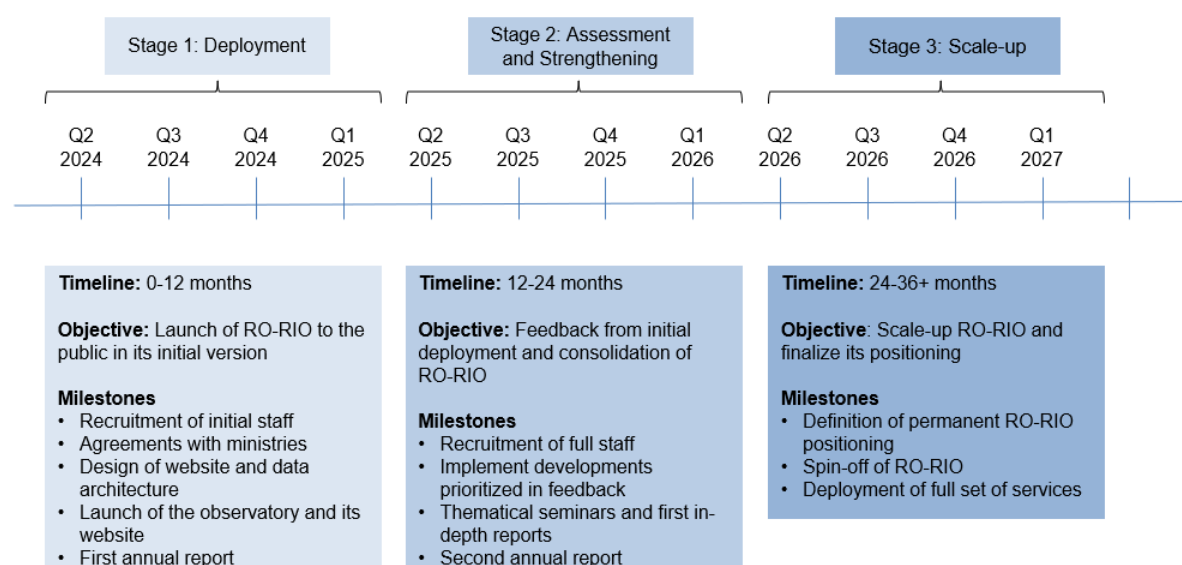 Stage 1: Deployment
Stage 2: Assessment
and Strengthening
Stage 3: Scale-up
Q2
2024
Q3
2024
Q4
2024
Q1
2025
Q2
2025
Q3
2025
Q4
2025
Q1
2026
Q2
2026
Q3
2026
Q4
2026
Q1
2027
Timeline: 0-12 months
Objective: Launch of RO-RIO to the
public in its initial version
Milestones
• Recruitment of initial staff
• Agreements with ministries
• Design of website and data
architecture
• Launch of the observatory and its
website
• First annual report
Timeline: 12-24 months
Objective: Feedback from initial
deployment and consolidation of
RO-RIO
Milestones
• Recruitment of full staff
• Implement developments
prioritized in feedback
• Thematical seminars and first in-
depth reports
• Second annual report
Timeline: 24-36+ months
Objective: Scale-up RO-RIO and
finalize its positioning
Milestones
• Definition of permanent RO-RIO
positioning
• Spin-off of RO-RIO
• Deployment of full set of services